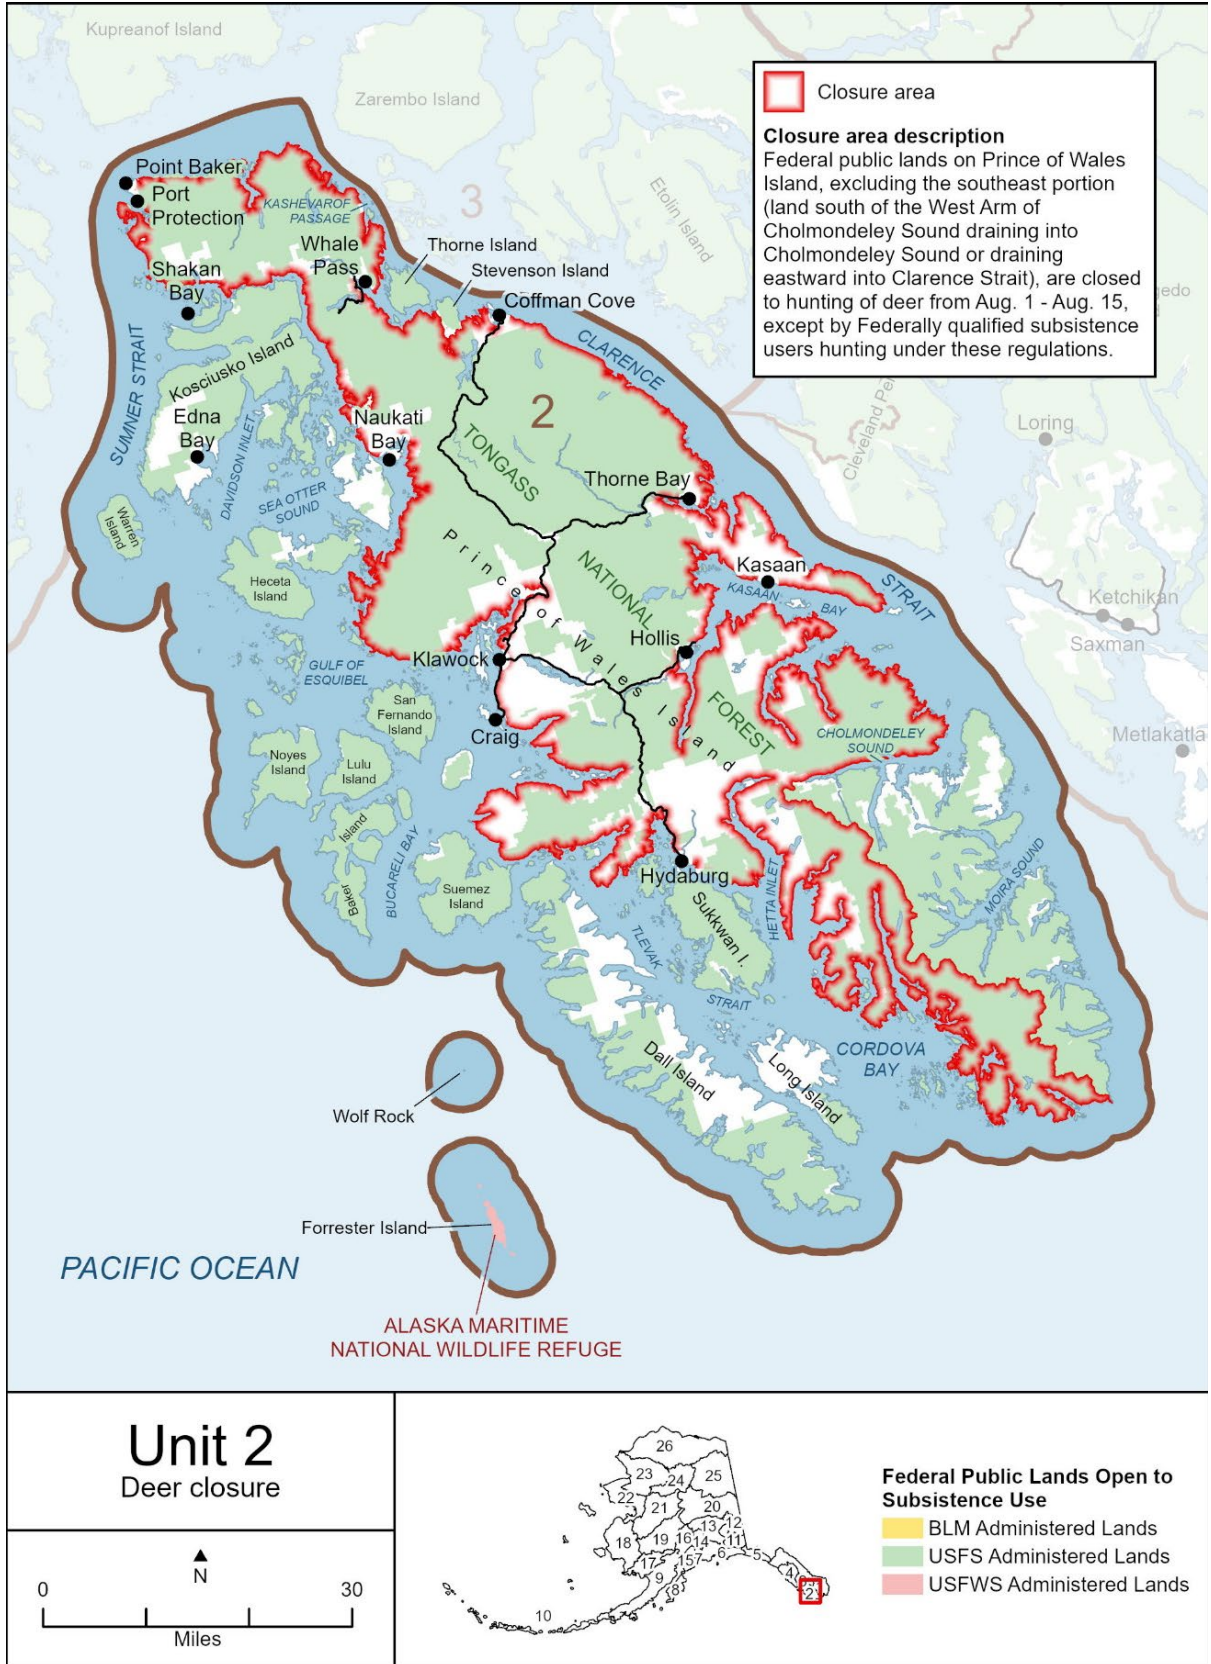 Kupreanof Island
Zarembo Island
Etolin Island
3
Closure area
Closure area description
Federal public lands on Prince of Wales
Island, excluding the southeast portion
(land south of the West Arm of
Cholmondeley Sound draining into
Cholmondeley Sound or draining
eastward into Clarence Strait), are closed
to hunting of deer from Aug. 1 - Aug. 15,
except by Federally qualified subsistence
users hunting under these regulations.
Point Baker
Port
Protection
KASHEVAROF
PASSAGE
Whale
Pass
Thorne Island
Stevenson Island
Shakan
Bay
Coffman Cove
CLARENCE
STRAIT
SUMNER STRAIT
Kosciusko Island
Edna
Bay
DAVIDSON INLET
Naukati
Bay
SEA OTTER
SOUND
2
TONGASS
NATIONAL
FOREST
Cleveland
Loring
Thorne Bay
Warren
Island
Heceta
Island
Prince of Wales Island
Kasaan
KASAAN
BAY
Ketchikan
Saxman
Hollis
Klawock
GULF OF
ESQUIBEL
San
Fernando
Island
Craig
CHOLMONDELEY
SOUND
Metlakatla
Noyes
Island
Lulu
Island
Baker
Island
BUCARELI BAY
Suemez
Island
Hydaburg
HETTA INLET
MOIRA SOUND
Sukkwan I.
TLEVAK
STRAIT
Dall Island
Long Island
CORDOVA
BAY
Wolf Rock
Forrester Island
PACIFIC OCEAN
ALASKA MARITIME
NATIONAL WILDLIFE REFUGE
Unit 2
Deer closure
N
0
30
Miles
26
23
24
25
22
21
20
18
19
16
13
14
12
11
17
15
7
6
5
9
8
4
2
10
Federal Public Lands Open to
Subsistence Use
BLM Administered Lands
USFS Administered Lands
USFWS Administered Lands